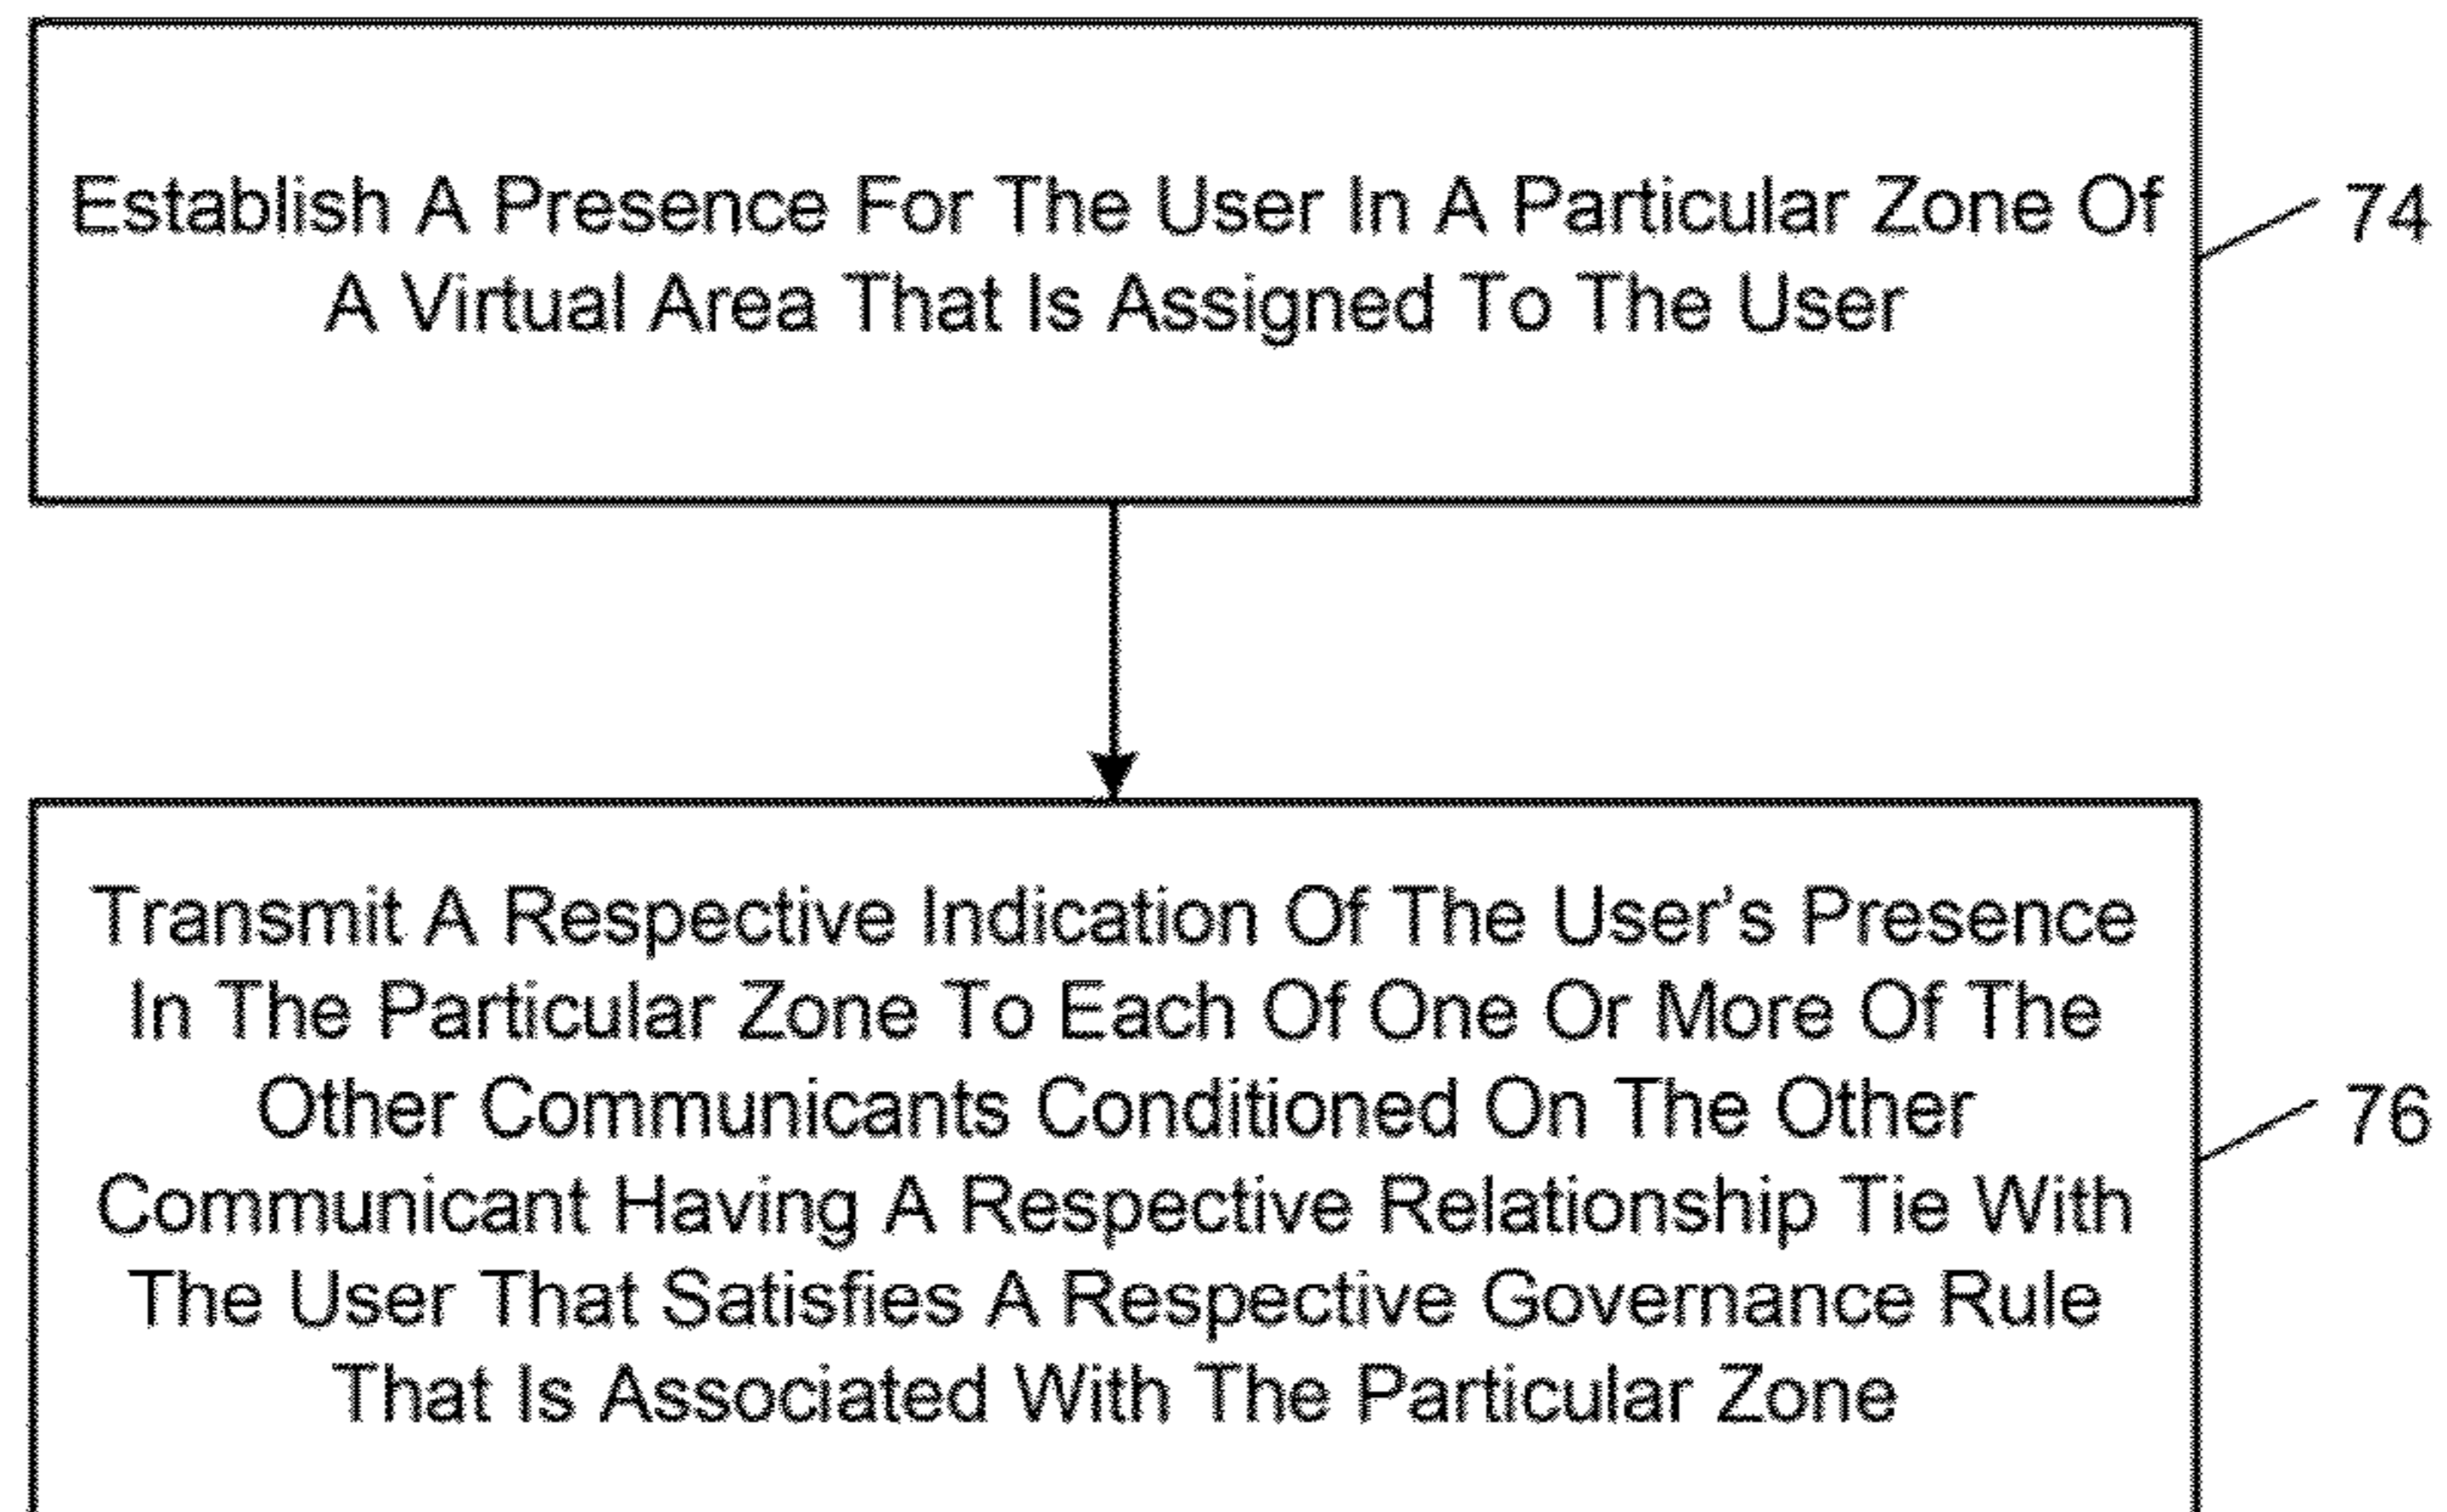 Establish A Presence For The User In A Particular Zone Of
A Virtual Area That Is Assigned To The User
74
Transmit A Respective Indication Of The User's Presence
In The Particular Zone To Each Of One Or More Of The
Other Communicants Conditioned On The Other
Communicant Having A Respective Relationship Tie With
The User That Satisfies A Respective Governance Rule
That Is Associated With The Particular Zone
76